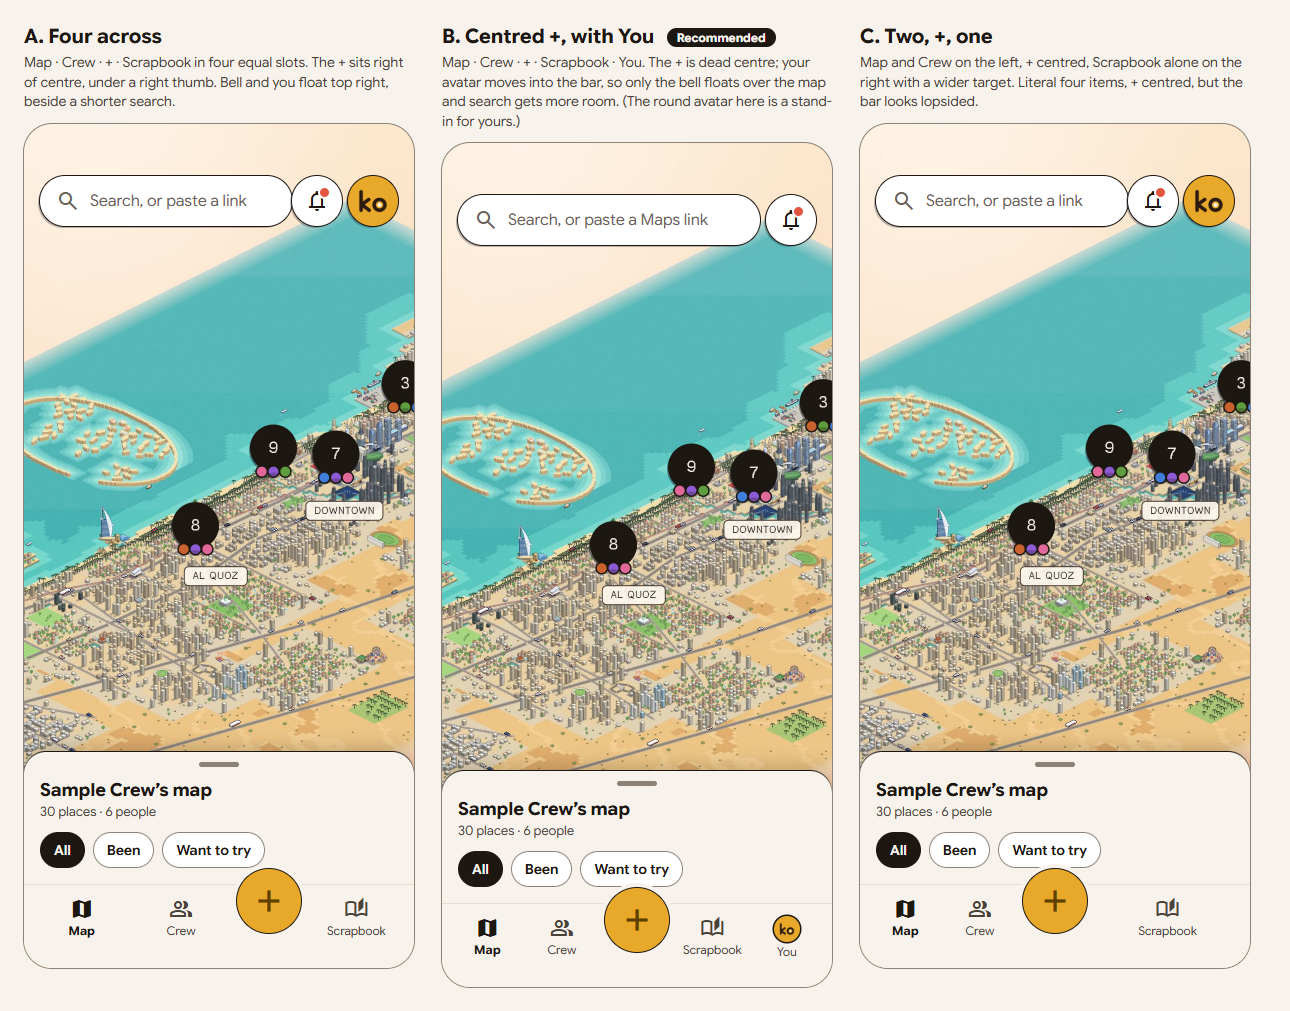 A. Four across
Map · Crew · + · Scrapbook in four equal slots. The + sits right
of centre, under a right thumb. Bell and you float top right,
beside a shorter search.
Search, or paste a link
ko
3
9
7
DOWNTOWN
8
AL QUOZ
Sample Crew's map
30 places · 6 people
All
Been
Want to try
+
Map
Crew
Scrapbook
B. Centred +, with You
Recommended
Map · Crew · + · Scrapbook · You. The + is dead centre; your
avatar moves into the bar, so only the bell floats over the map
and search gets more room. (The round avatar here is a stand-
in for yours.)
Search, or paste a Maps link
3
9
7
DOWNTOWN
8
AL QUOZ
Sample Crew's map
30 places · 6 people
All
Been
Want to try
+
Map
Crew
Scrapbook
ko
You
C. Two, +, one
Map and Crew on the left, + centred, Scrapbook alone on the
right with a wider target. Literal four items, + centred, but the
bar looks lopsided.
Search, or paste a link
ko
3
9
7
DOWNTOWN
8
AL QUOZ
Sample Crew's map
30 places · 6 people
All
Been
Want to try
+
Map
Crew
Scrapbook